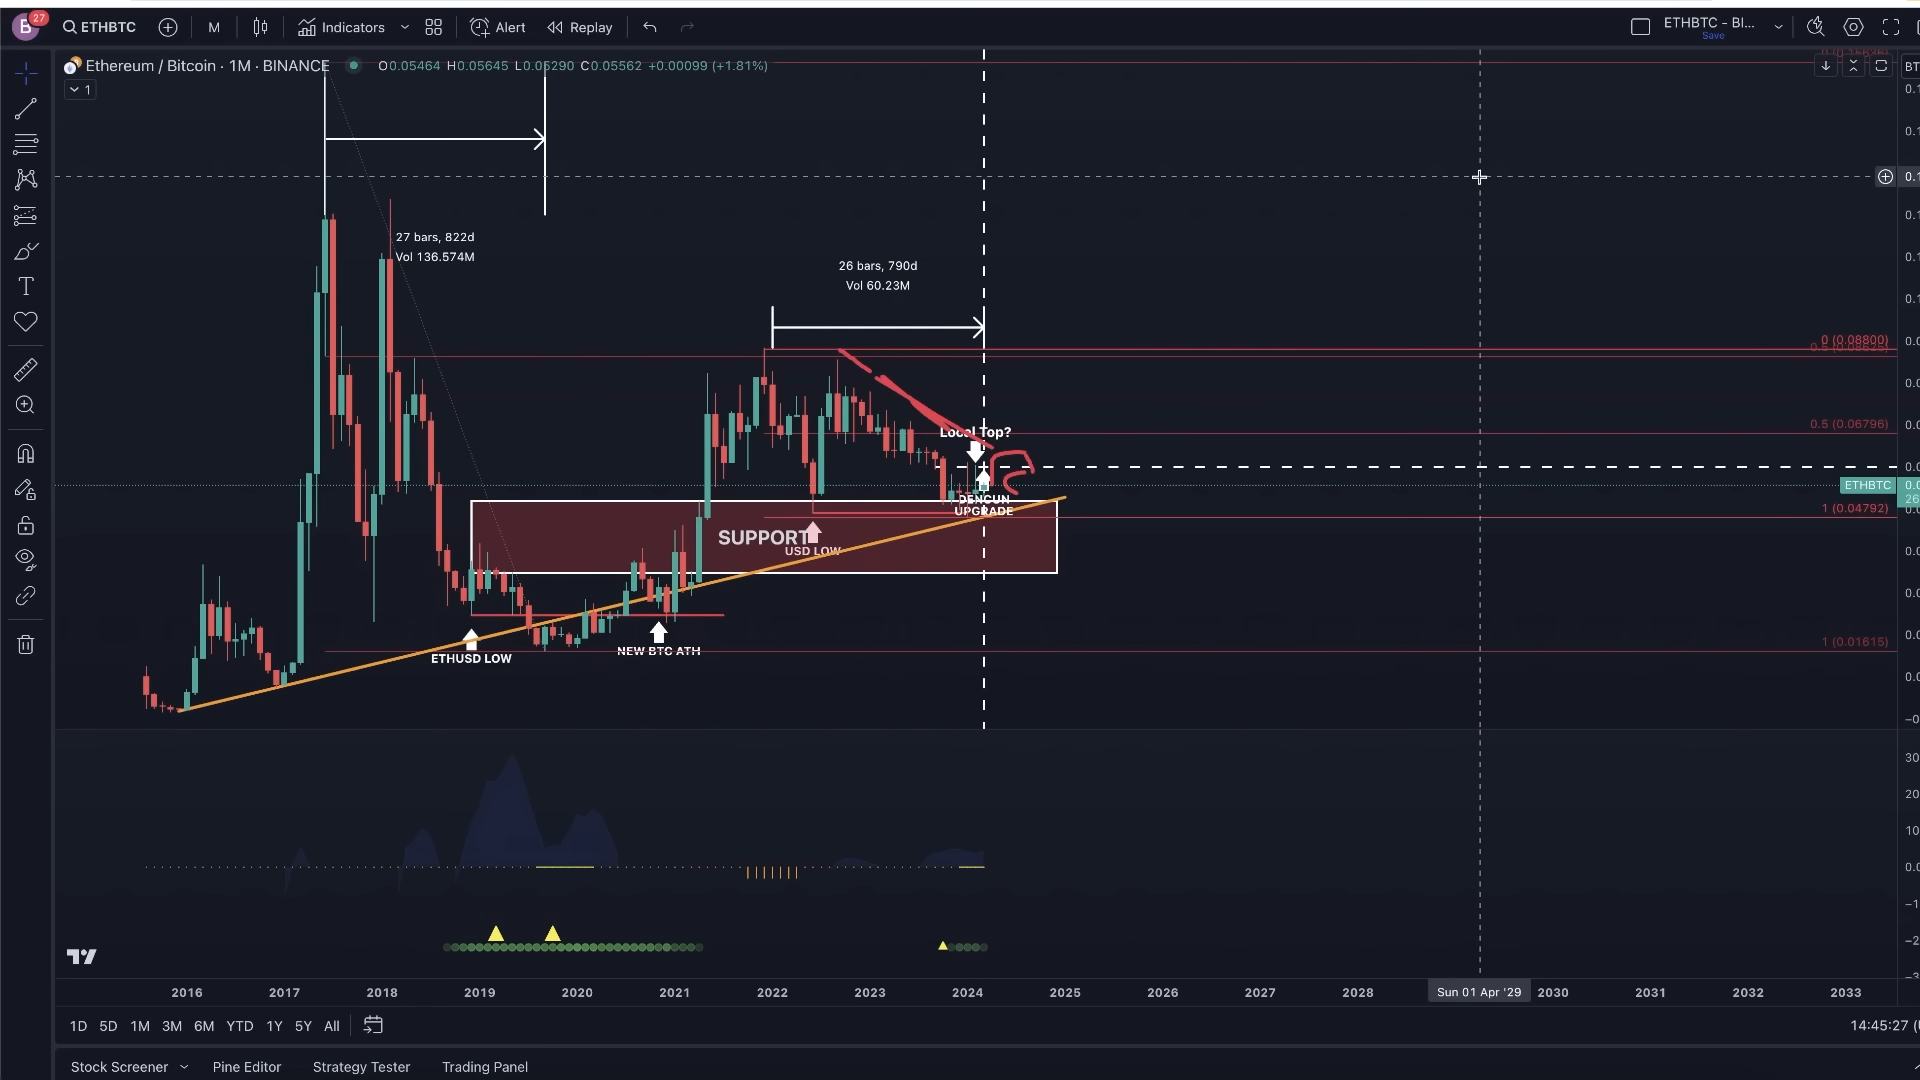 B
27
ETHBTC
M
Indicators
Alert
Replay
ETHBTC - BI...
Save
Ethereum / Bitcoin · 1M · BINANCE
O0.05464 H0.05645 L0.05290 C0.05562 +0.00099 (+1.81%)
BT
1
27 bars, 822d
Vol 136.574M
26 bars, 790d
Vol 60.23M
0 (0.08800)
0.5 (0.06796)
Local Top?
ETHBTC
DENCUN
UPGRADE
1 (0.04792)
SUPPORT
USD LOW
1 (0.01615)
ETHUSD LOW
NEW BTC ATH
2016 2017 2018 2019 2020 2021 2022 2023 2024 2025 2026 2027 2028 Sun 01 Apr '29 2030 2031 2032 2033
1D 5D 1M 3M 6M YTD 1Y 5Y All
14:45:27
Stock Screener Pine Editor Strategy Tester Trading Panel